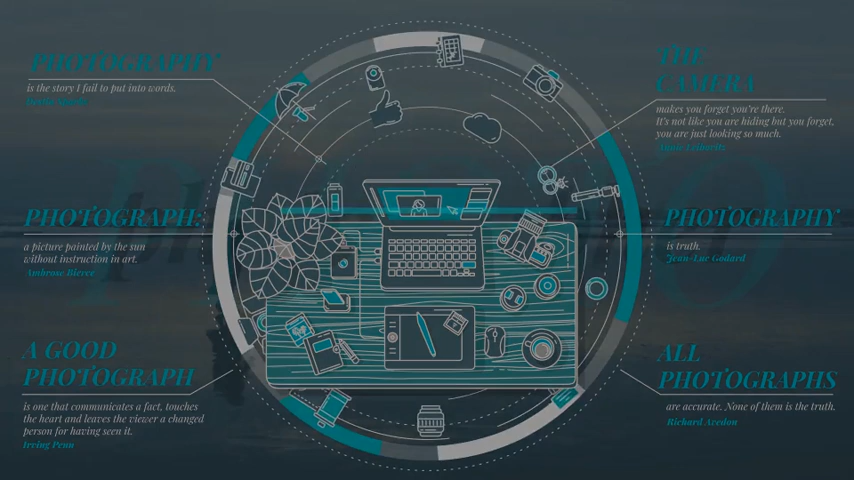 PHOTOGRAPHY
is the story I fail to put into words.
PHOTOGRAPH:
a picture painted by the sun
without instruction in art.
Ambrose Bierce
A GOOD
PHOTOGRAPH
is one that communicates a fact, touches
the heart and leaves the viewer a changed
person for having seen it.
Irving Penn
THE
CAMERA
makes you forget you're there.
It's not like you are hiding but you forget,
you are just looking so much.
Annie Leibovitz
PHOTOGRAPHY
is truth.
Jean-Luc Godard
ALL
PHOTOGRAPHS
are accurate. None of them is the truth.
Richard Avedon